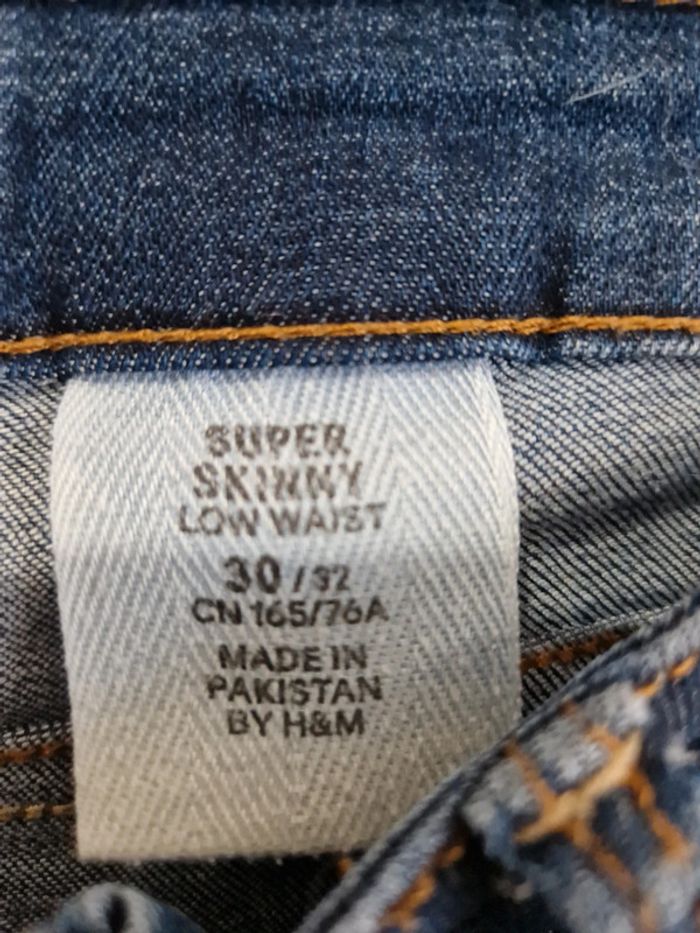 SUPER
SKINNY
LOW WAIST
30/32
CN 165/76A
MADE IN
PAKISTAN
BY H&M